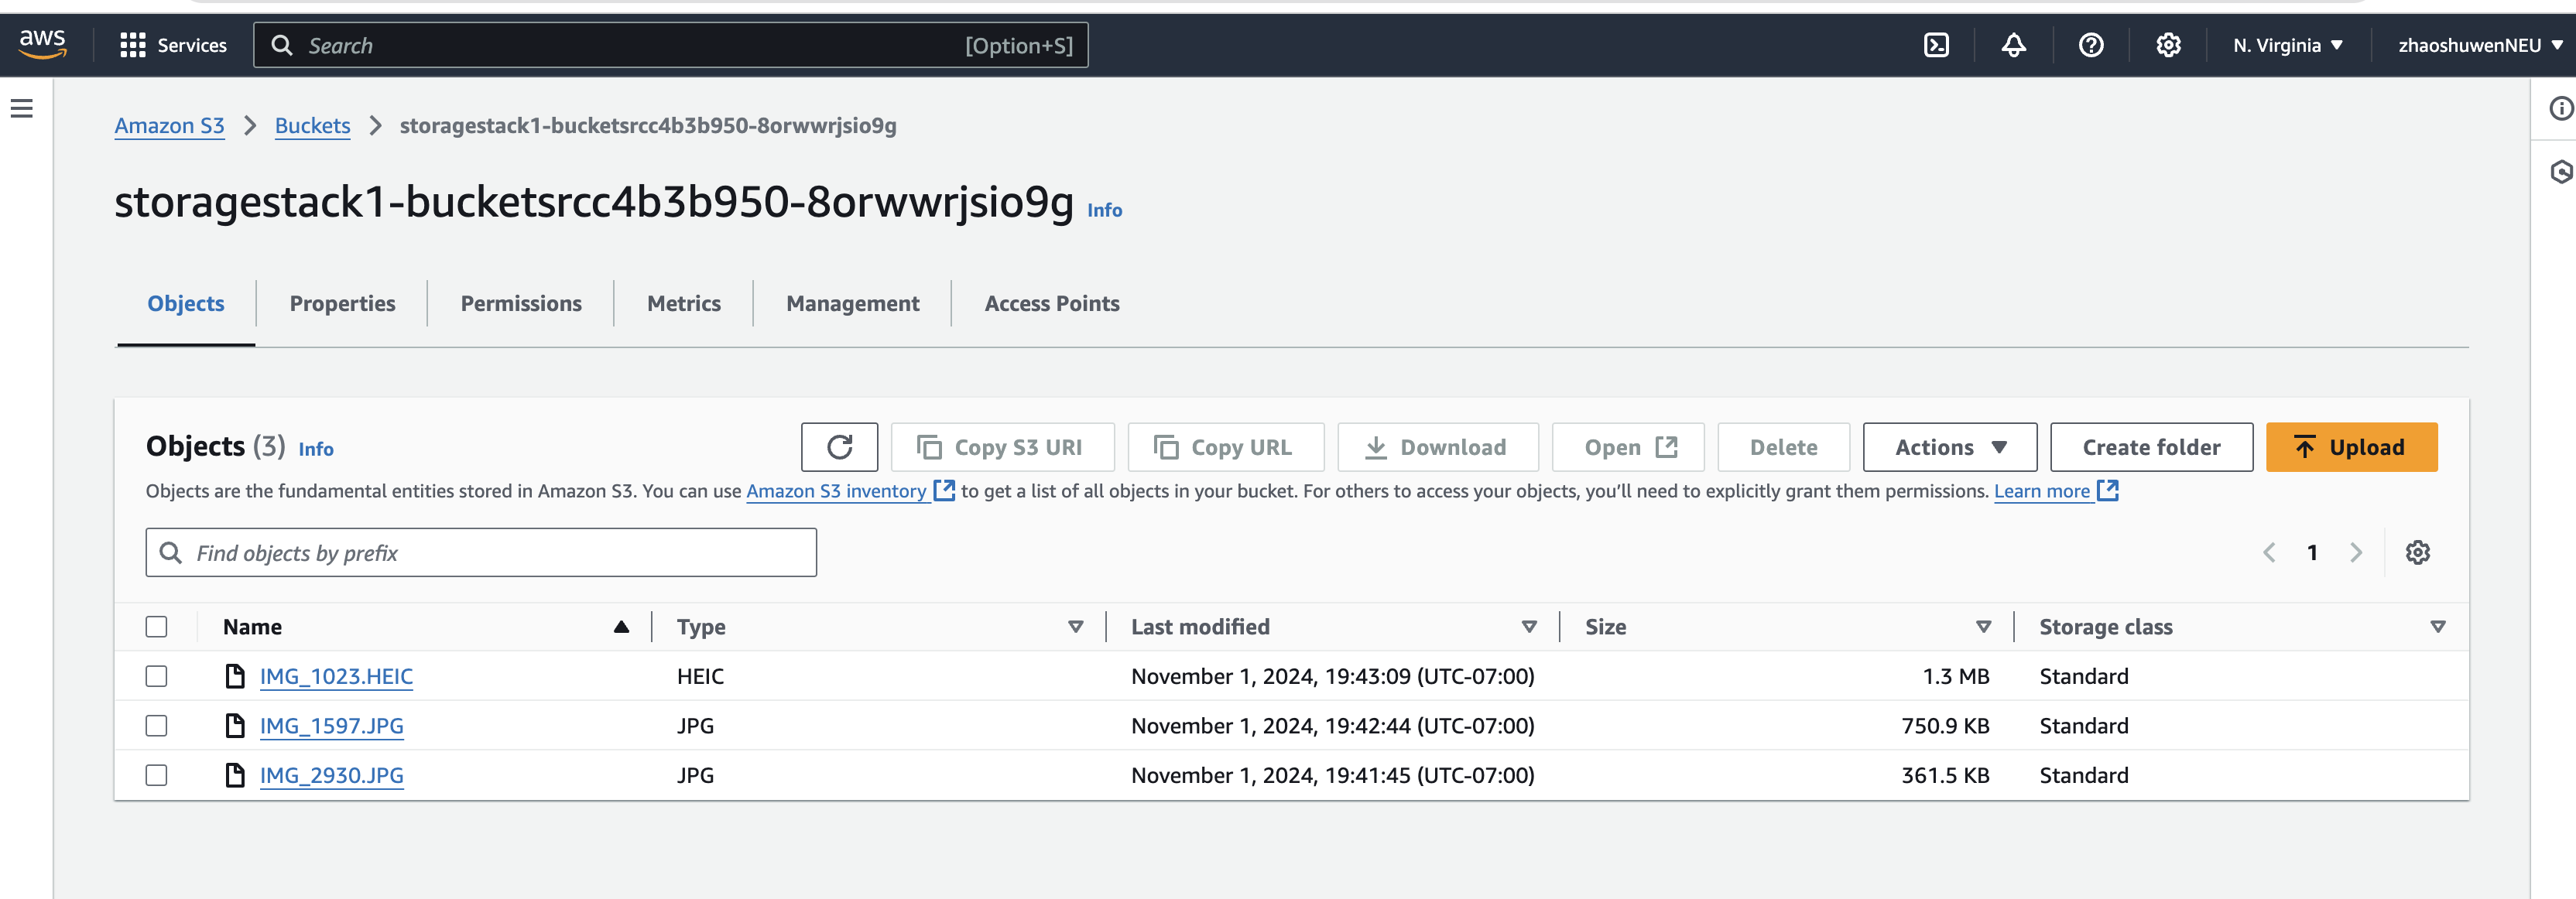 aws Services Search [Option+S] N. Virginia zhaoshuwenNEU
Amazon S3 Buckets storagestack1-bucketsrcc4b3b950-8orwwrjsio9g
storagestack1-bucketsrcc4b3b950-8orwwrjsio9g Info
Objects Properties Permissions Metrics Management Access Points
Objects (3) Info Copy S3 URI Copy URL Download Open Delete Actions Create folder Upload
Objects are the fundamental entities stored in Amazon S3. You can use Amazon S3 inventory to get a list of all objects in your bucket. For others to access your objects, you’ll need to explicitly grant them permissions. Learn more
Find objects by prefix 1
Name Type Last modified Size Storage class
IMG_1023.HEIC HEIC November 1, 2024, 19:43:09 (UTC-07:00) 1.3 MB Standard
IMG_1597.JPG JPG November 1, 2024, 19:42:44 (UTC-07:00) 750.9 KB Standard
IMG_2930.JPG JPG November 1, 2024, 19:41:45 (UTC-07:00) 361.5 KB Standard